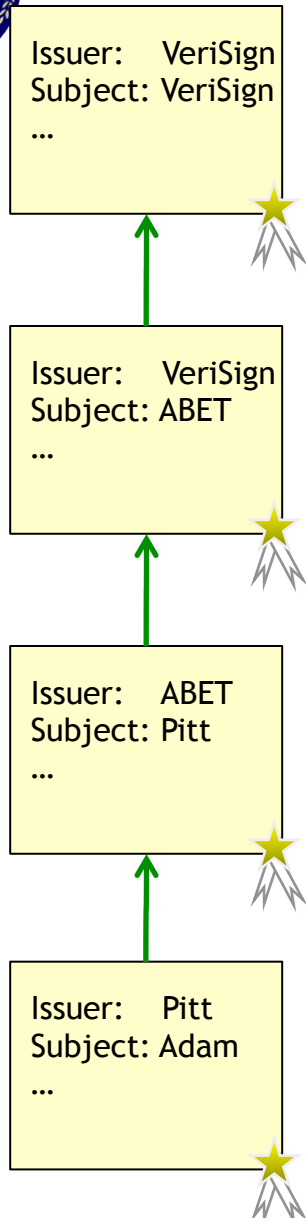 Issuer: VeriSign
Subject: VeriSign
…
Issuer: VeriSign
Subject: ABET
…
Issuer: ABET
Subject: Pitt
…
Issuer: Pitt
Subject: Adam
…